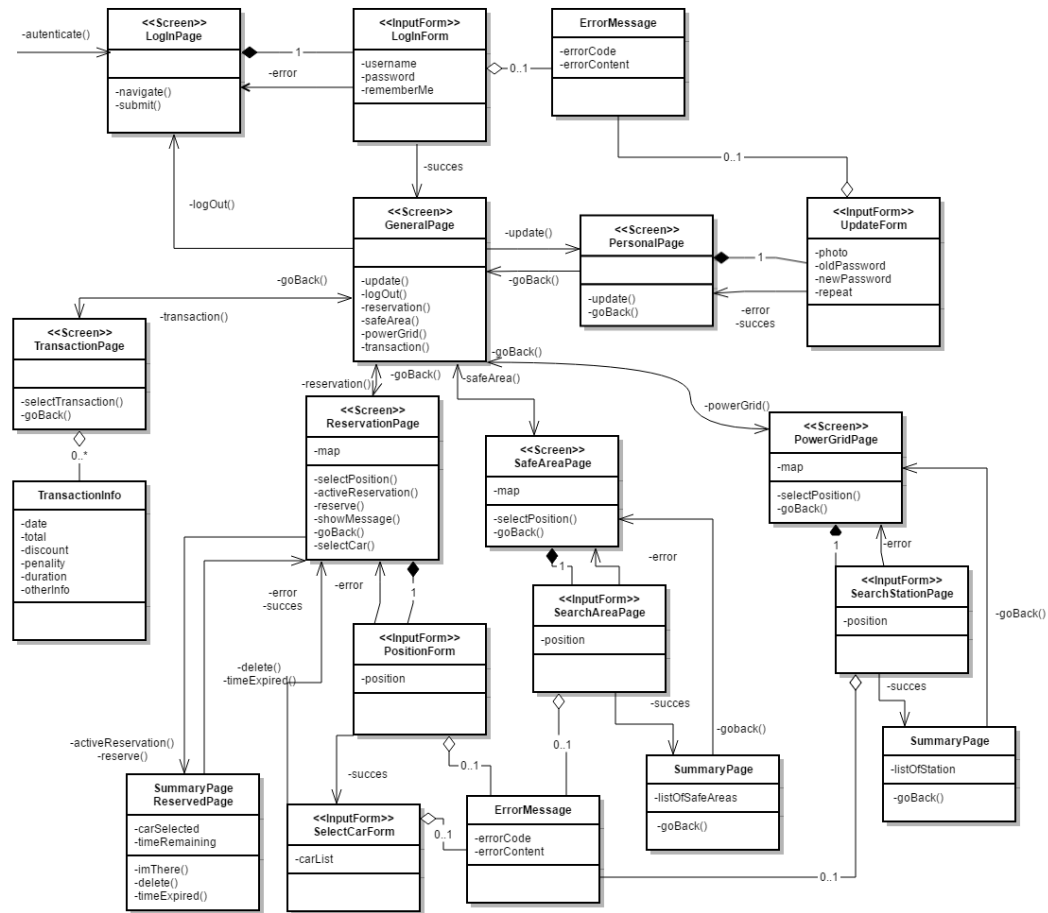 -autenticate()
<<Screen>>
LogInPage
-navigate()
-submit()
1
-error
<<InputForm>>
LogInForm
-username
-password
-rememberMe
0..1
ErrorMessage
-errorCode
-errorContent
-succes
0..1
-logOut()
<<Screen>>
GeneralPage
-update()
-logOut()
-reservation()
-safeArea()
-powerGrid()
-transaction()
-update()
-goBack()
<<Screen>>
PersonalPage
-update()
-goBack()
1
-error
-succes
<<InputForm>>
UpdateForm
-photo
-oldPassword
-newPassword
-repeat
-goBack()
-transaction()
<<Screen>>
TransactionPage
-selectTransaction()
-goBack()
0..*
TransactionInfo
-date
-total
-discount
-penality
-duration
-otherInfo
-reservation()
-goBack()
-safeArea()
-goBack()
-powerGrid()
<<Screen>>
ReservationPage
-map
-selectPosition()
-activeReservation()
-reserve()
-showMessage()
-goBack()
-selectCar()
<<Screen>>
SafeAreaPage
-map
-selectPosition()
-goBack()
<<Screen>>
PowerGridPage
-map
-selectPosition()
-goBack()
1
-error
1
-error
-error
-succes
-error
1
<<InputForm>>
SearchAreaPage
-position
<<InputForm>>
SearchStationPage
-position
-goBack()
<<InputForm>>
PositionForm
-position
-delete()
-timeExpired()
-succes
-succes
-goback()
-activeReservation()
-reserve()
-succes
0..1
0..1
SummaryPage
ReservedPage
-carSelected
-timeRemaining
-imThere()
-delete()
-timeExpired()
<<InputForm>>
SelectCarForm
-carList
0..1
ErrorMessage
-errorCode
-errorContent
SummaryPage
-listOfSafeAreas
-goBack()
SummaryPage
-listOfStation
-goBack()
0..1